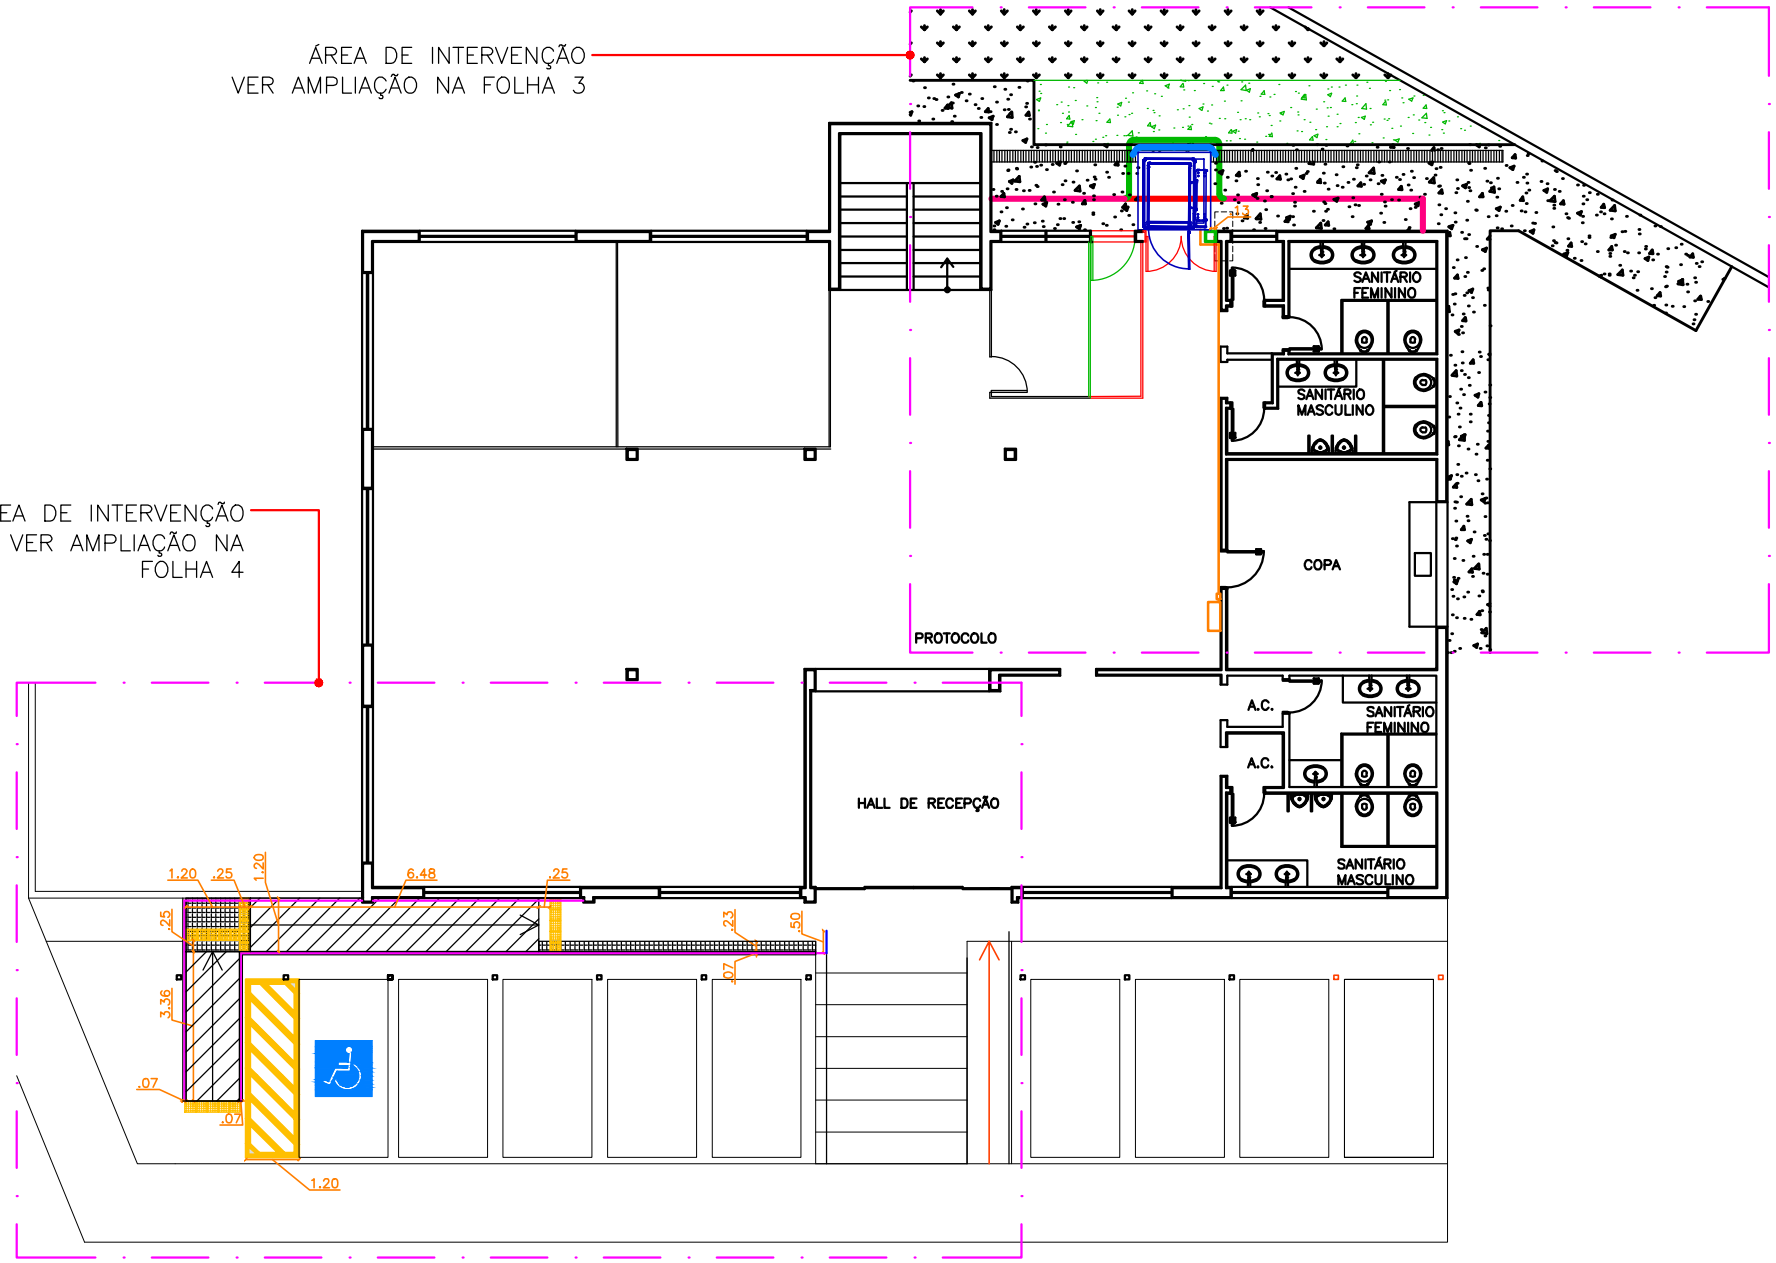 ÁREA DE INTERVENÇÃO
VER AMPLIAÇÃO NA FOLHA 3
.13
SANITÁRIO
FEMININO
SANITÁRIO
MASCULINO
EA DE INTERVENÇÃO
VER AMPLIAÇÃO NA
FOLHA 4
COPA
PROTOCOLO
A.C.
SANITÁRIO
FEMININO
A.C.
HALL DE RECEPÇÃO
SANITÁRIO
MASCULINO
1.20
.25
1.20
6.48
.25
.25
.23
.50
.07
3.36
.07
.07
1.20